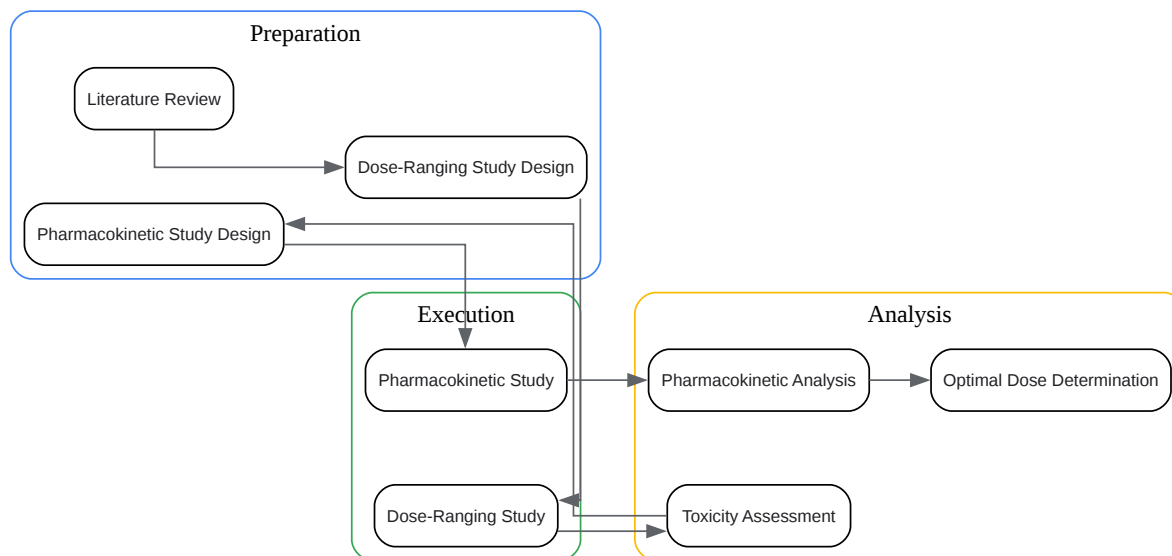 Preparation
Literature Review
Dose-Ranging Study Design
Pharmacokinetic Study Design
Execution
Analysis
Pharmacokinetic Study
Pharmacokinetic Analysis
Optimal Dose Determination
Dose-Ranging Study
Toxicity Assessment